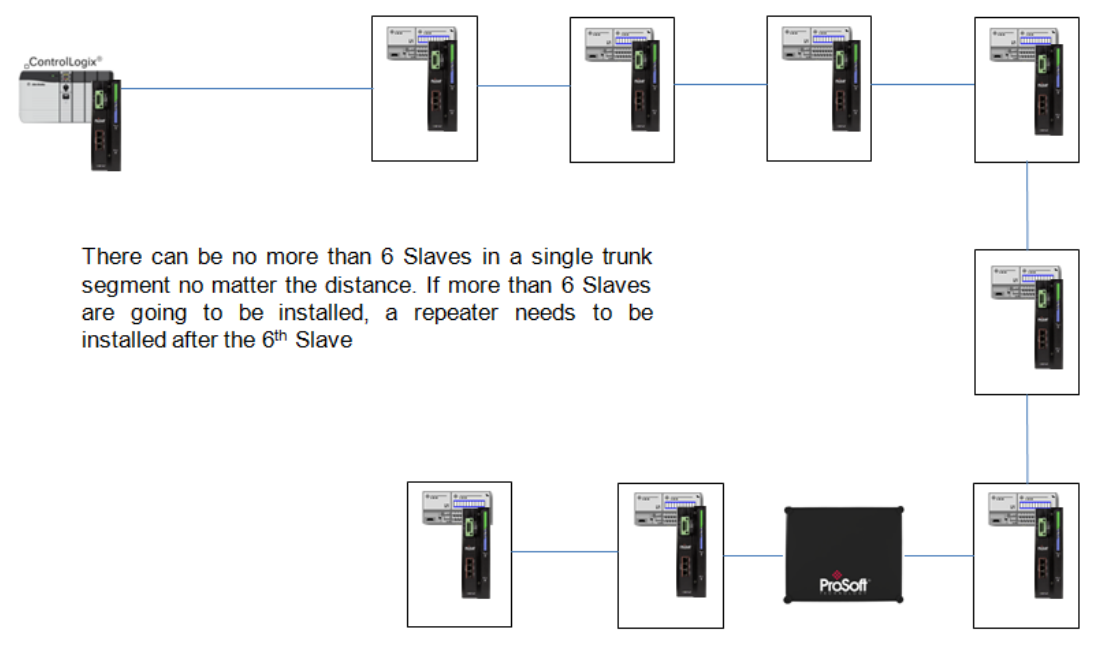 ControlLogix®
There can be no more than 6 Slaves in a single trunk
segment no matter the distance. If more than 6 Slaves
are going to be installed, a repeater needs to be
installed after the 6th Slave
ProSoft
TECHNOLOGY